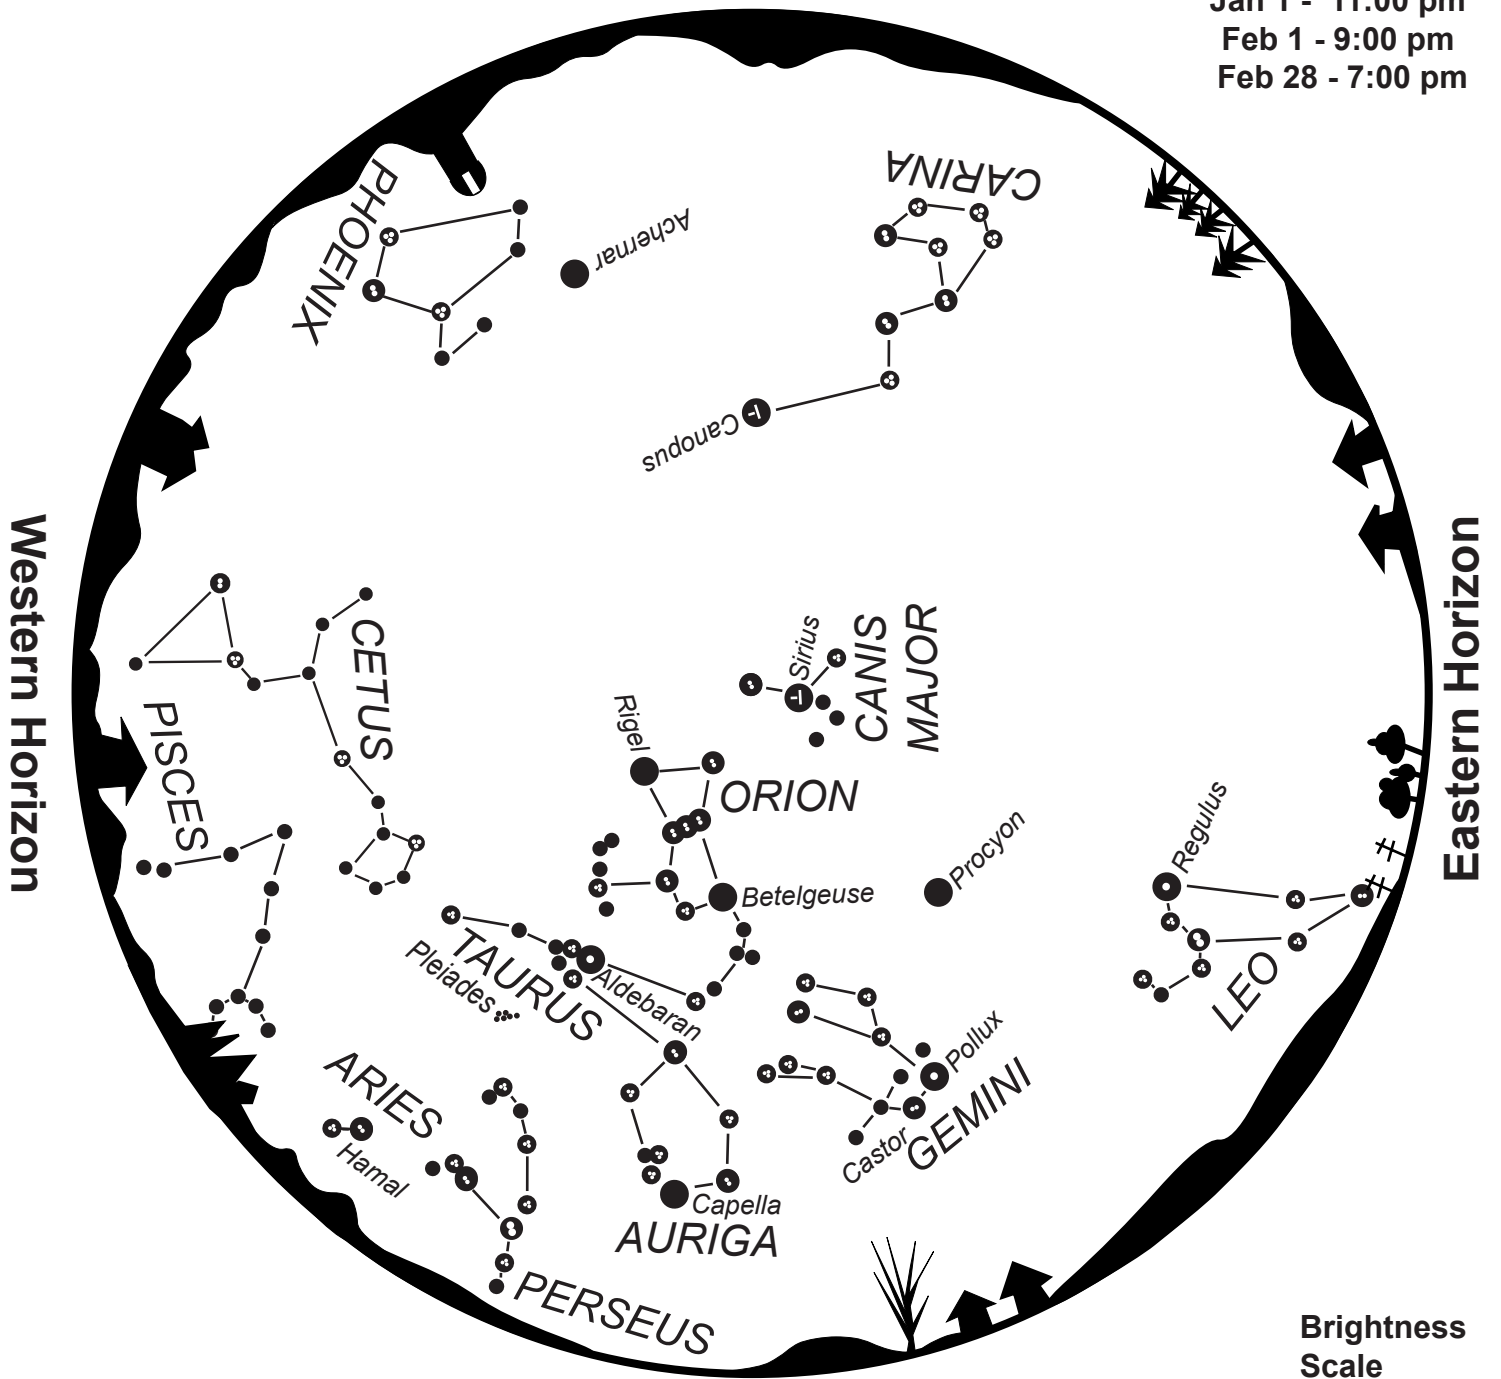 Jan 1 - 11:00 pm
Feb 1 - 9:00 pm
Feb 28 - 7:00 pm
CARINA
PHOENIX
Achernar
Canopus
Western Horizon
Eastern Horizon
CETUS
Sirius
CANIS
MAJOR
PISCES
Rigel
ORION
Procyon
Regulus
Betelgeuse
TAURUS
Pleiades
Aldebaran
LEO
Pollux
GEMINI
Castor
ARIES
Hamal
Capella
AURIGA
PERSEUS
Brightness
Scale